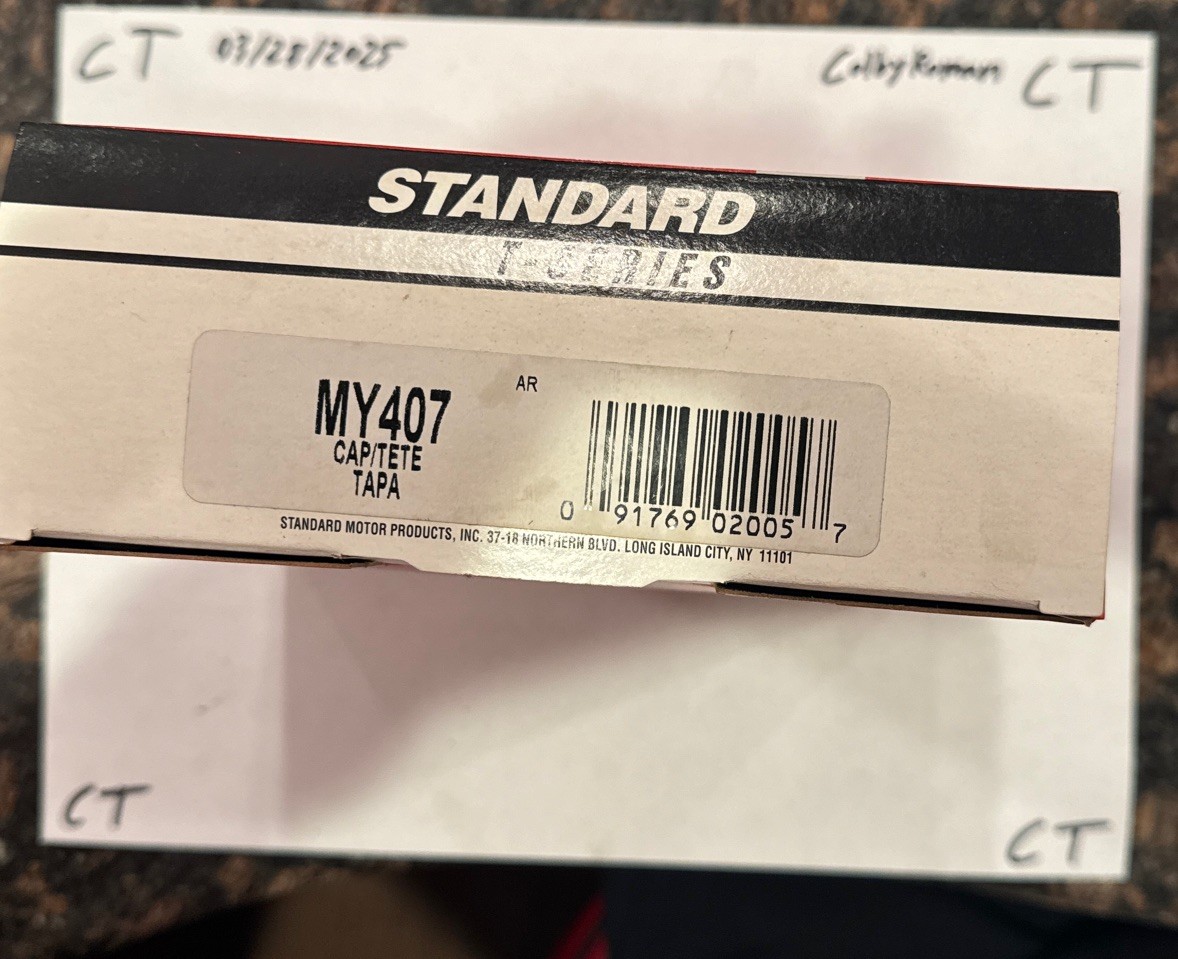 CT 03/28/2025 Colby Roman CT
STANDARD
T-SERIES
AR
MY407
CAP/TETE
TAPA
0 91769 02005 7
STANDARD MOTOR PRODUCTS, INC. 37-18 NORTHERN BLVD. LONG ISLAND CITY, NY 11101
CT
CT